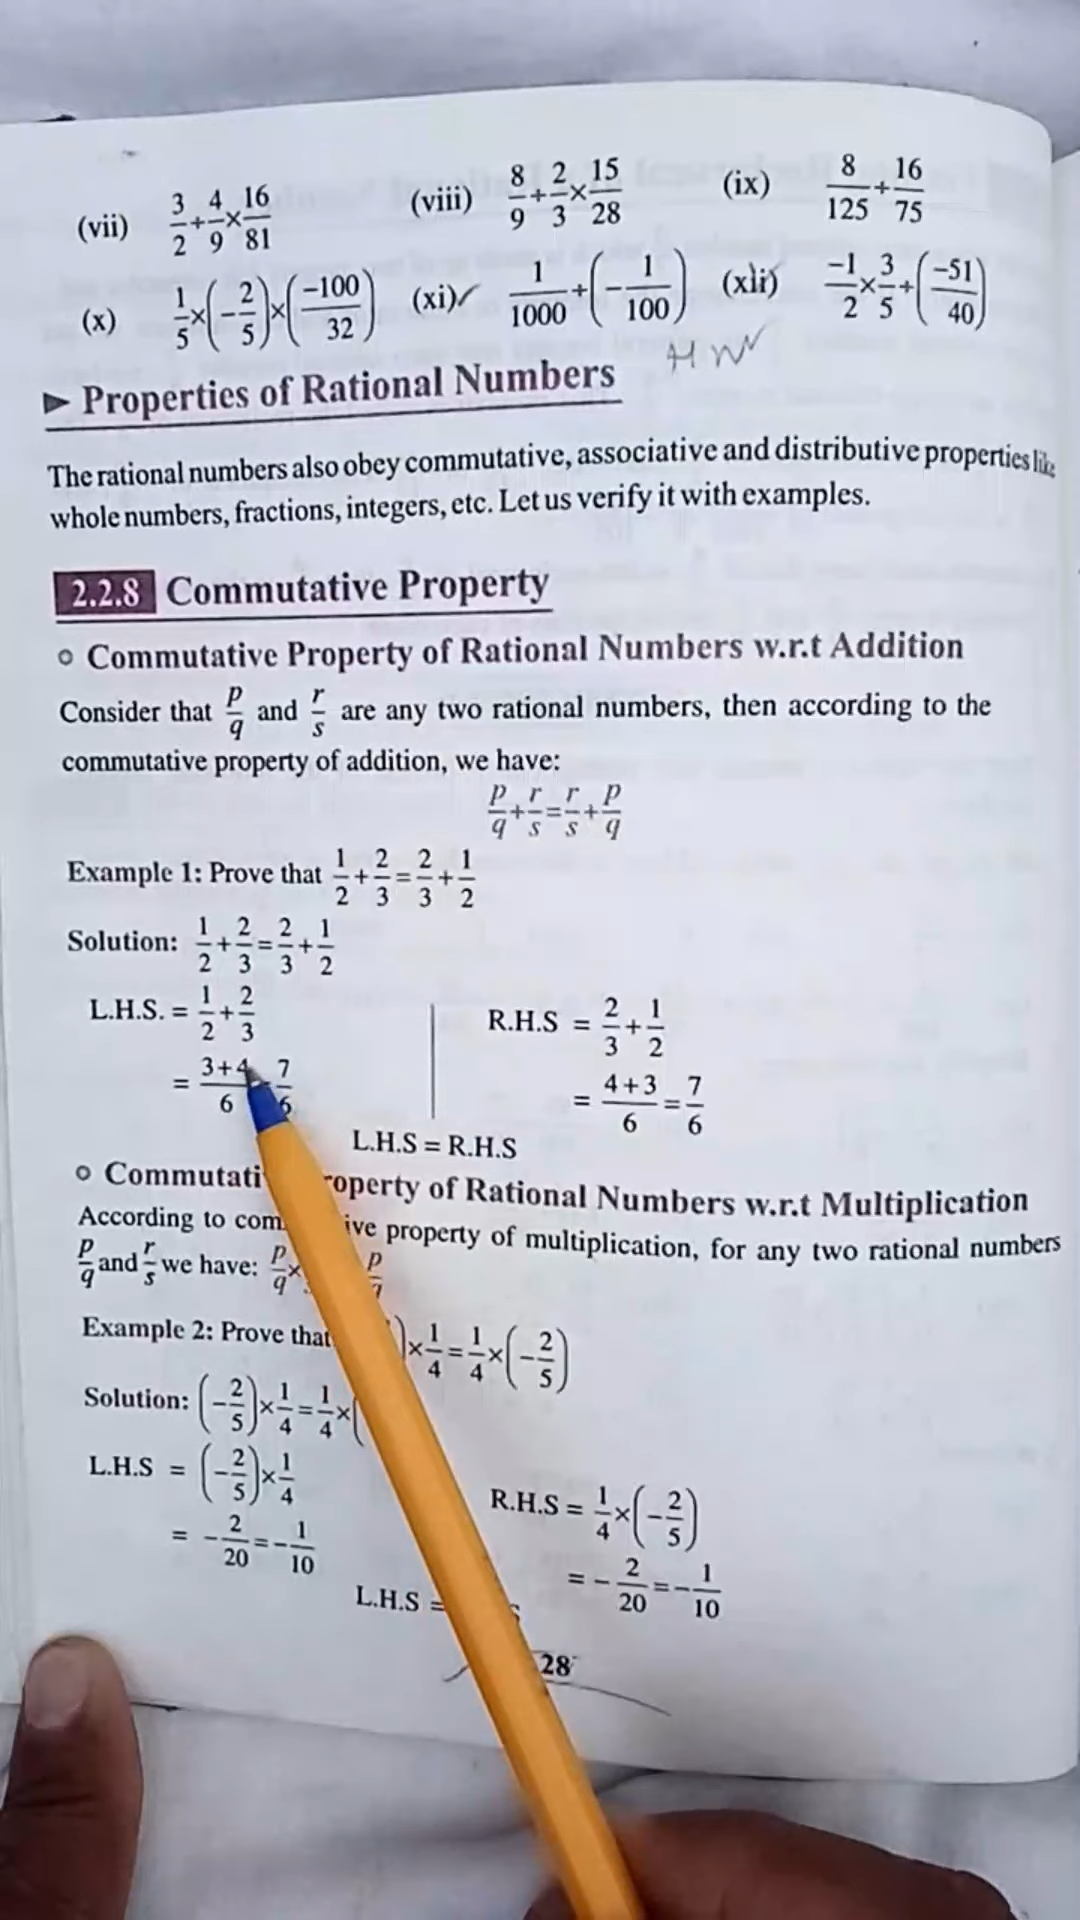 (vii) 3/2+4/9×16/81 (viii) 8/9+2/3×15/28 (ix) 8/125+16/75
(x) 1/5×(-2/5)×(-100/32) (xi)✓ 1/1000+(-1/100) (xii) -1/2×3/5+(-51/40)
H W
► Properties of Rational Numbers
The rational numbers also obey commutative, associative and distributive properties like
whole numbers, fractions, integers, etc. Let us verify it with examples.
2.2.8 Commutative Property
Commutative Property of Rational Numbers w.r.t Addition
Consider that p/q and r/s are any two rational numbers, then according to the
commutative property of addition, we have:
p/q+r/s=r/s+p/q
Example 1: Prove that 1/2+2/3=2/3+1/2
Solution: 1/2+2/3=2/3+1/2
L.H.S. = 1/2+2/3 R.H.S = 2/3+1/2
= 3+4/6 7/6 = 4+3/6=7/6
L.H.S = R.H.S
Commutati roperty of Rational Numbers w.r.t Multiplication
According to com ive property of multiplication, for any two rational numbers
p/q and r/s we have: p/q× p/q
Example 2: Prove that )×1/4=1/4×(-2/5)
Solution: (-2/5)×1/4=1/4×(
L.H.S = (-2/5)×1/4 R.H.S = 1/4×(-2/5)
= -2/20=-1/10 = -2/20=-1/10
L.H.S =
28